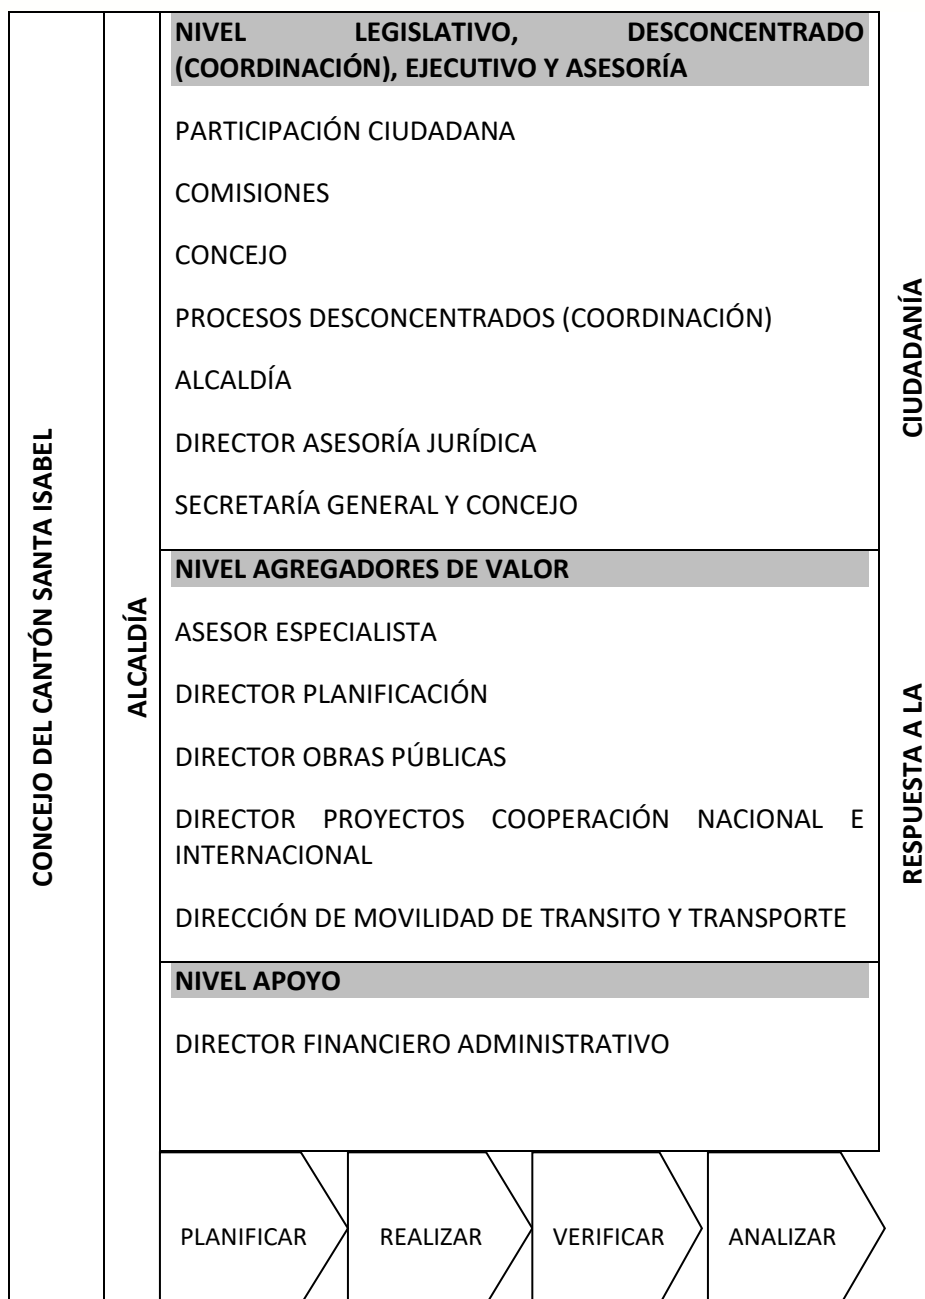 CONCEJO DEL CANTÓN SANTA ISABEL
ALCALDÍA
NIVEL LEGISLATIVO, DESCONCENTRADO
(COORDINACIÓN), EJECUTIVO Y ASESORÍA
PARTICIPACIÓN CIUDADANA
COMISIONES
CONCEJO
PROCESOS DESCONCENTRADOS (COORDINACIÓN)
ALCALDÍA
DIRECTOR ASESORÍA JURÍDICA
SECRETARÍA GENERAL Y CONCEJO
NIVEL AGREGADORES DE VALOR
ASESOR ESPECIALISTA
DIRECTOR PLANIFICACIÓN
DIRECTOR OBRAS PÚBLICAS
DIRECTOR PROYECTOS COOPERACIÓN NACIONAL E
INTERNACIONAL
DIRECCIÓN DE MOVILIDAD DE TRANSITO Y TRANSPORTE
NIVEL APOYO
DIRECTOR FINANCIERO ADMINISTRATIVO
PLANIFICAR
REALIZAR
VERIFICAR
ANALIZAR
RESPUESTA A LA
CIUDADANÍA